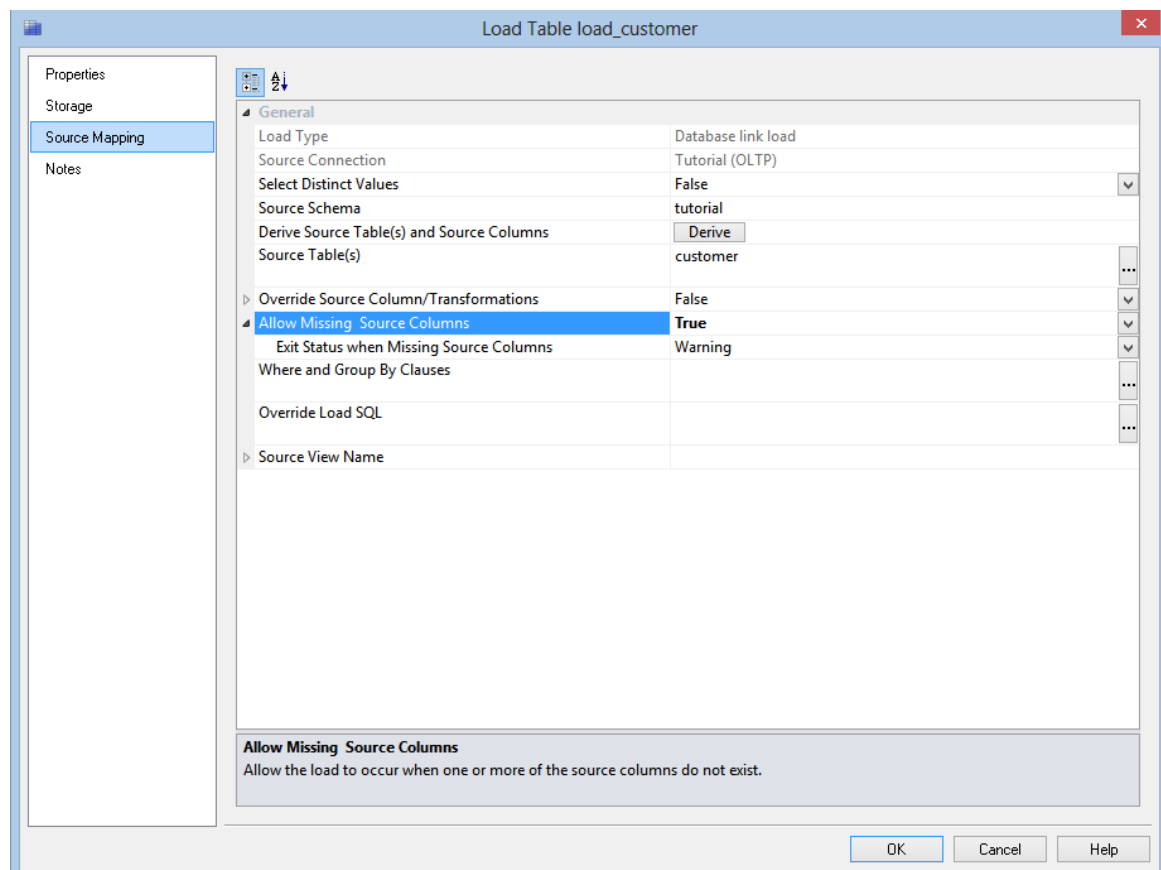 Load Table load_customer
Properties
Storage
Source Mapping
Notes
General
Load Type Database link load
Source Connection Tutorial (OLTP)
Select Distinct Values False
Source Schema tutorial
Derive Source Table(s) and Source Columns Derive
Source Table(s) customer
...
Override Source Column/Transformations False
Allow Missing  Source Columns True
Exit Status when Missing Source Columns Warning
Where and Group By Clauses
...
Override Load SQL
...
Source View Name
Allow Missing  Source Columns
Allow the load to occur when one or more of the source columns do not exist.
OK Cancel Help